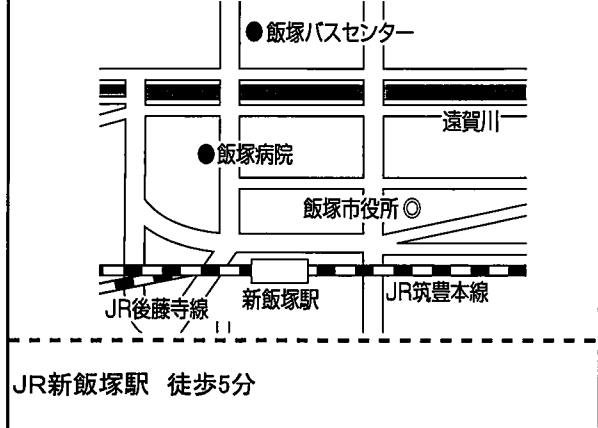 飯塚バスセンター
遠賀川
飯塚病院
飯塚市役所
新飯塚駅
JR筑豊本線
JR後藤寺線
JR新飯塚駅 徒歩5分